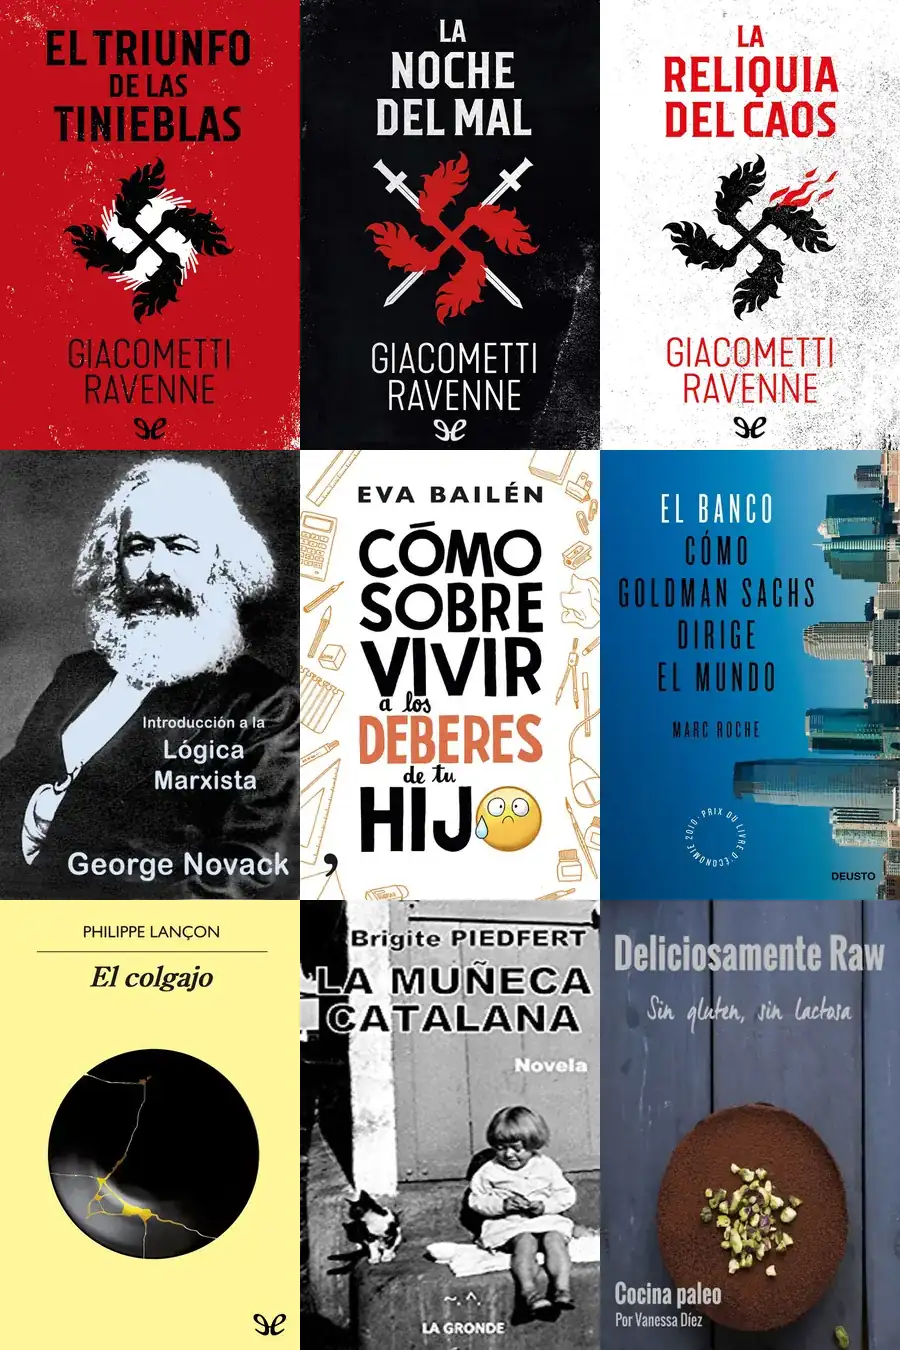 EL TRIUNFO
DE LAS
TINIEBLAS
GIACOMETTI
RAVENNE
LA
NOCHE
DEL MAL
GIACOMETTI
RAVENNE
LA
RELIQUIA
DEL CAOS
GIACOMETTI
RAVENNE
Introducción a la
Lógica
Marxista
George Novack
EVA BAILÉN
CÓMO
SOBRE
VIVIR
a los
DEBERES
de tu
HIJ
EL BANCO
CÓMO
GOLDMAN SACHS
DIRIGE
EL MUNDO
MARC ROCHE
2010 · PRIX DU LIVRE D'ÉCONOMIE
DEUSTO
PHILIPPE LANÇON
El colgajo
Brigite PIEDFERT
LA MUÑECA
CATALANA
Novela
LA GRONDE
Deliciosamente Raw
Sin gluten, sin lactosa
Cocina paleo
Por Vanessa Díez